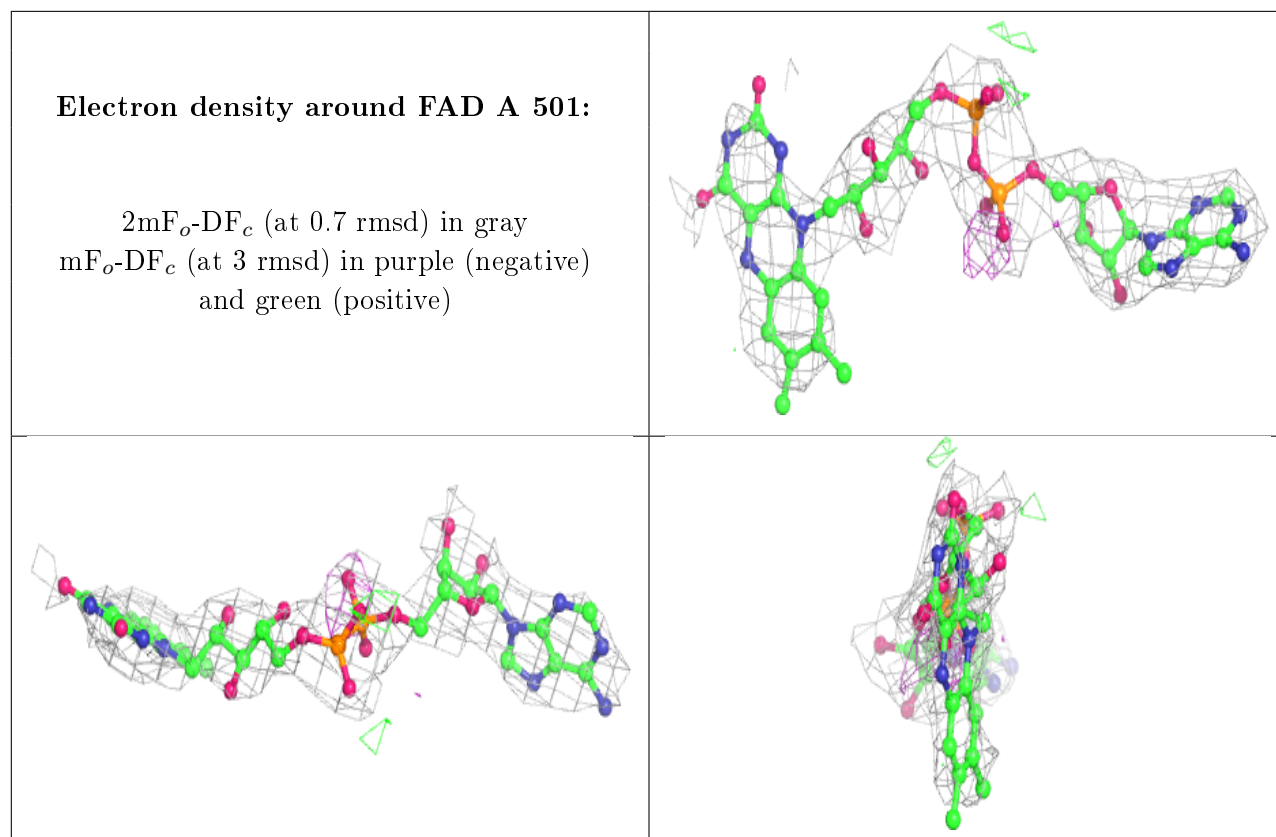 Electron density around FAD A 501:
2mFₒ-DF𝒸 (at 0.7 rmsd) in gray
mFₒ-DF𝒸 (at 3 rmsd) in purple (negative)
and green (positive)